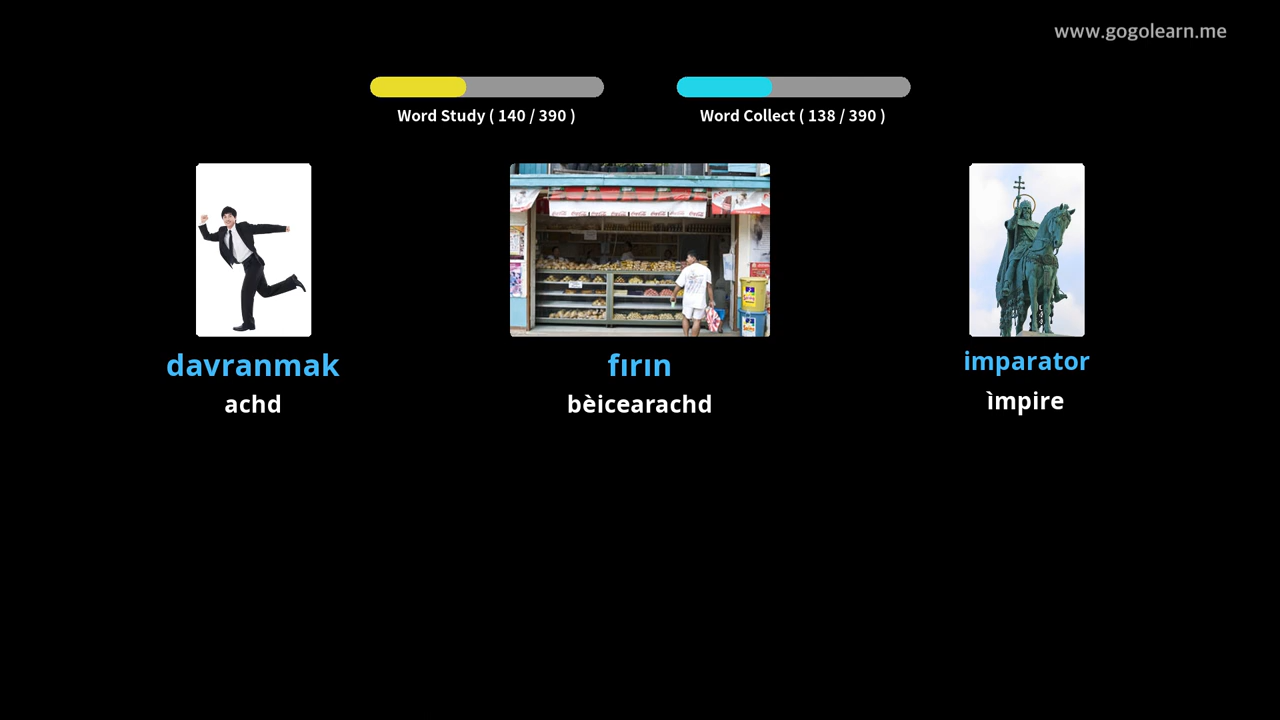 www.gogolearn.me
Word Study ( 140 / 390 )
Word Collect ( 138 / 390 )
davranmak
achd
fırın
bèicearachd
imparator
ìmpire